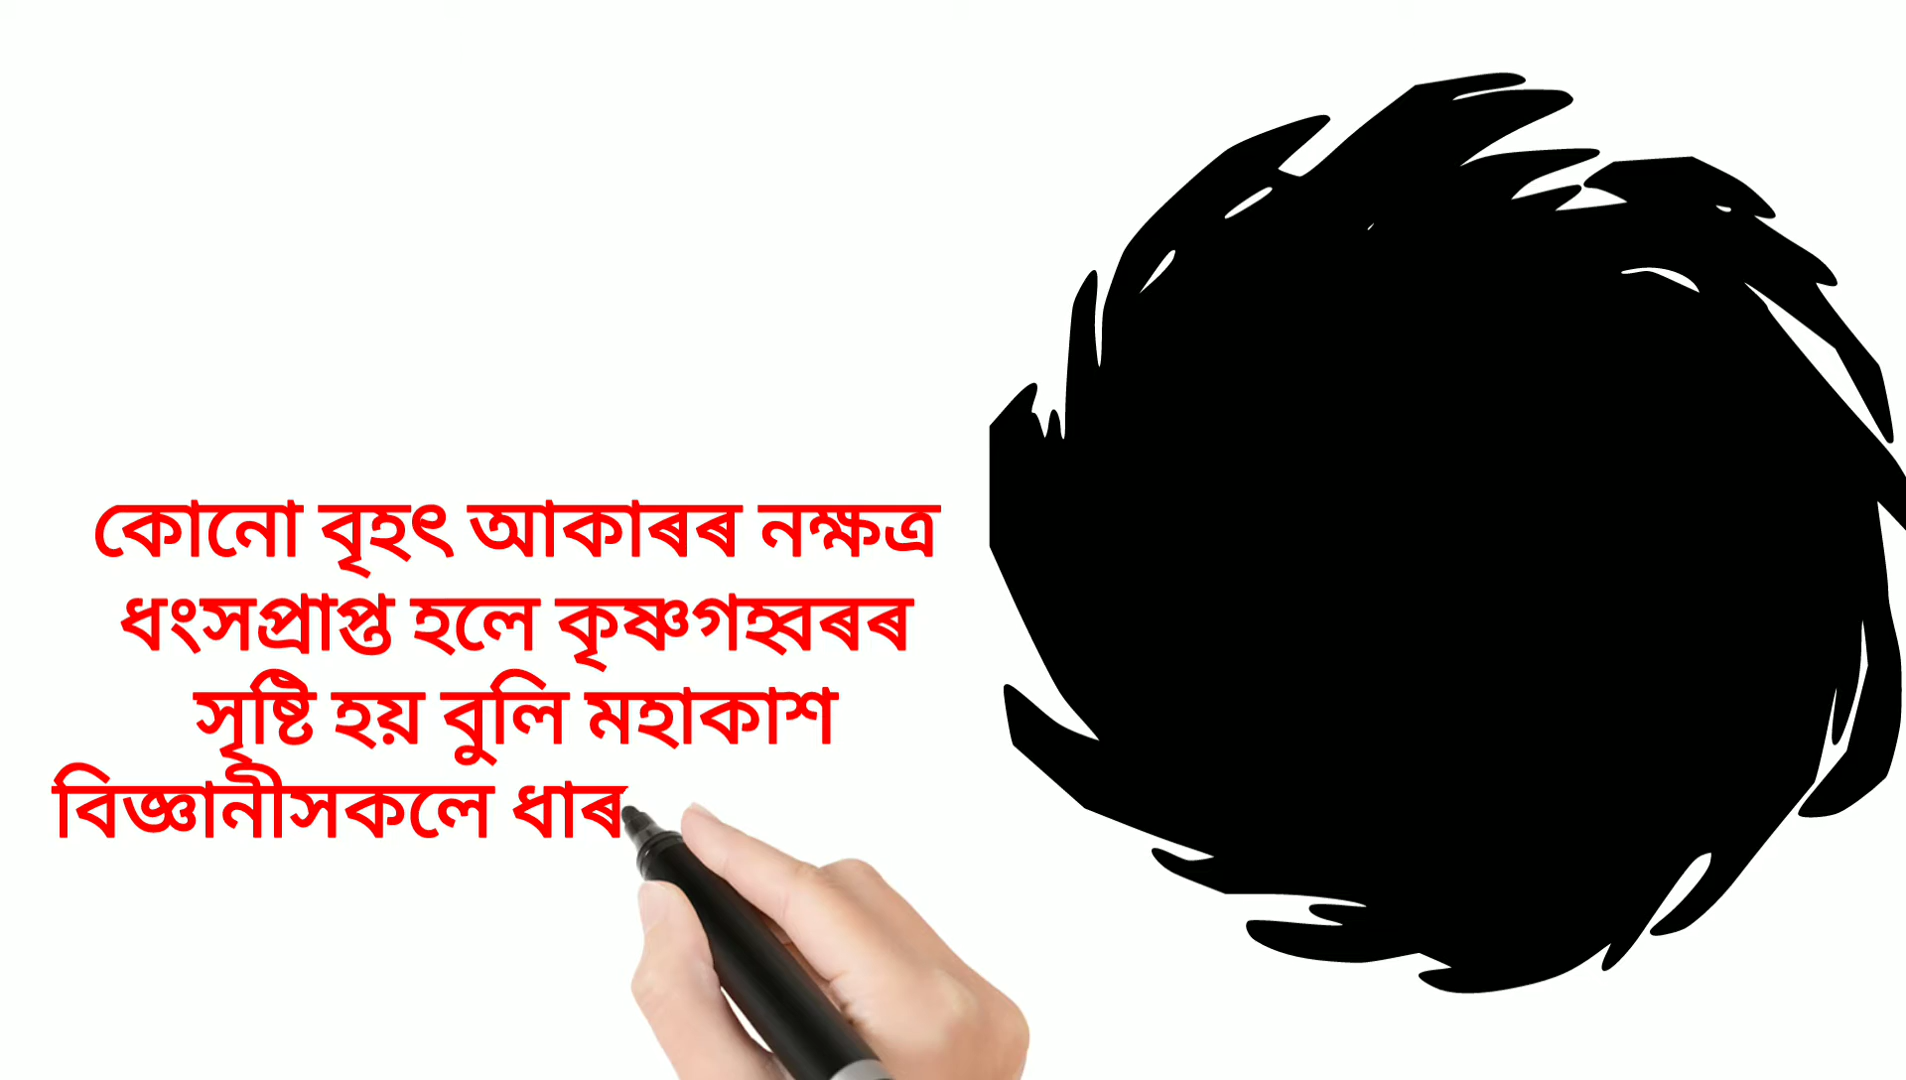 কোনো বৃহৎ আকাৰৰ নক্ষত্ৰ
ধংসপ্ৰাপ্ত হলে কৃষ্ণগহ্বৰৰ
সৃষ্টি হয় বুলি মহাকাশ
বিজ্ঞানীসকলে ধাৰ